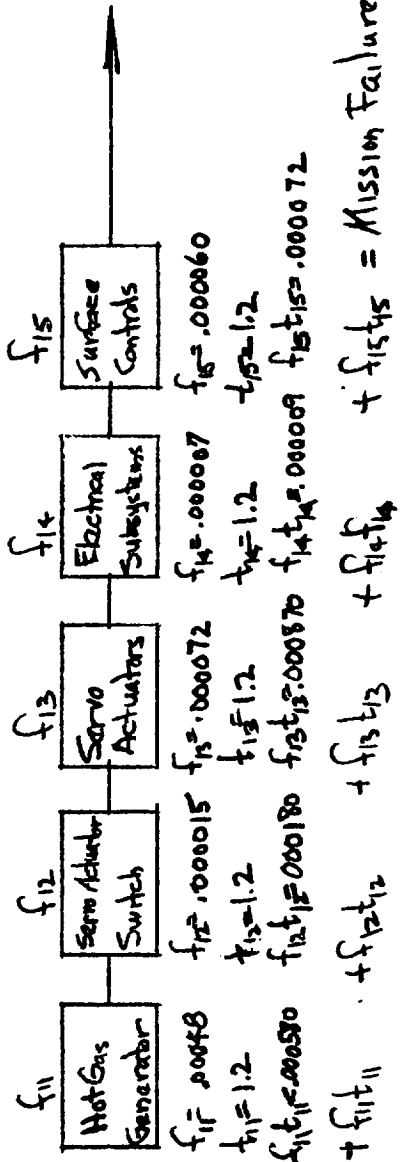 f11
Hot Gas
Generator
f11 = .00048
t11 = 1.2
f11t11 = .000580
f12
Servo Actuator
Switch
f12 = .000015
t12 = 1.2
f12t12 = 000180
f13
Servo
Actuators
f13 = .000072
t13 = 1.2
f13t13 = .000870
f14
Electrical
Subsystems
f14 = .000007
t14 = 1.2
f14t14 = .000009
f15
Surface
Controls
f15 = .000060
t15 = 1.2
f15t15 = .000072
+ f11t11 + f12t12 + f13t13 + f14t14 + f15t15 = Mission Failure